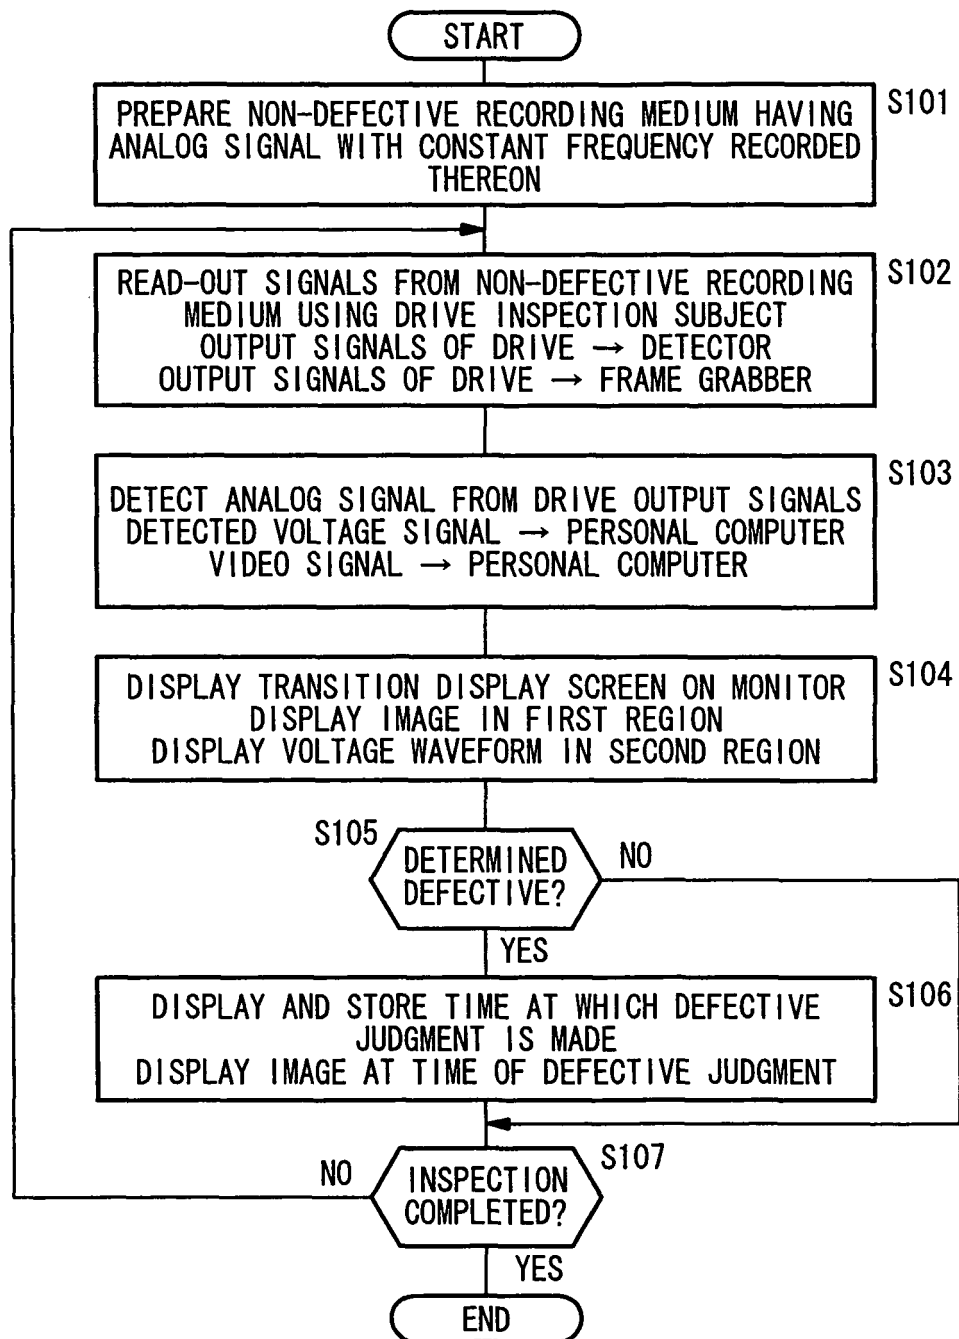 START
S101
PREPARE NON-DEFECTIVE RECORDING MEDIUM HAVING
ANALOG SIGNAL WITH CONSTANT FREQUENCY RECORDED
THEREON
S102
READ-OUT SIGNALS FROM NON-DEFECTIVE RECORDING
MEDIUM USING DRIVE INSPECTION SUBJECT
OUTPUT SIGNALS OF DRIVE → DETECTOR
OUTPUT SIGNALS OF DRIVE → FRAME GRABBER
S103
DETECT ANALOG SIGNAL FROM DRIVE OUTPUT SIGNALS
DETECTED VOLTAGE SIGNAL → PERSONAL COMPUTER
VIDEO SIGNAL → PERSONAL COMPUTER
S104
DISPLAY TRANSITION DISPLAY SCREEN ON MONITOR
DISPLAY IMAGE IN FIRST REGION
DISPLAY VOLTAGE WAVEFORM IN SECOND REGION
S105
DETERMINED
DEFECTIVE?
NO
YES
S106
DISPLAY AND STORE TIME AT WHICH DEFECTIVE
JUDGMENT IS MADE
DISPLAY IMAGE AT TIME OF DEFECTIVE JUDGMENT
S107
NO
INSPECTION
COMPLETED?
YES
END